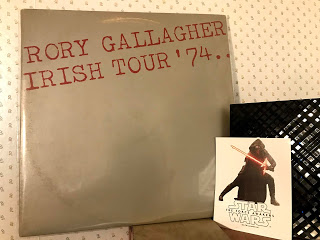 RORY GALLAGHER
IRISH TOUR '74..
STAR
WARS